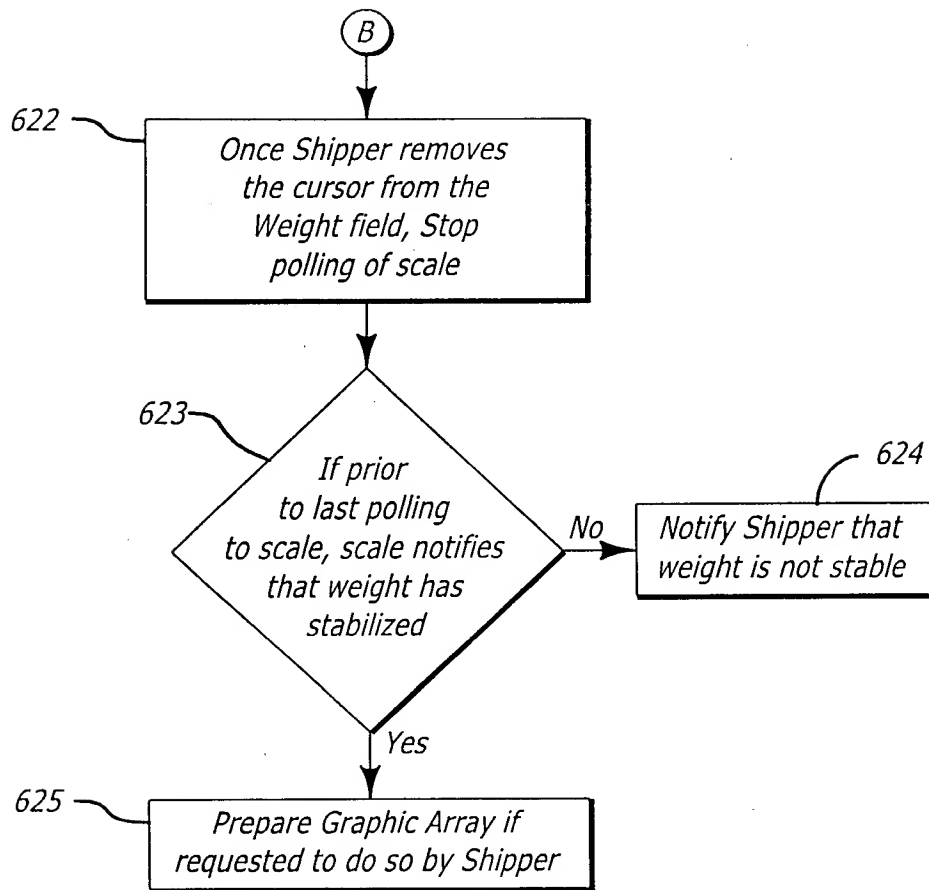 B
622
Once Shipper removes
the cursor from the
Weight field, Stop
polling of scale
623
If prior
to last polling
to scale, scale notifies
that weight has
stabilized
No
624
Notify Shipper that
weight is not stable
Yes
625
Prepare Graphic Array if
requested to do so by Shipper